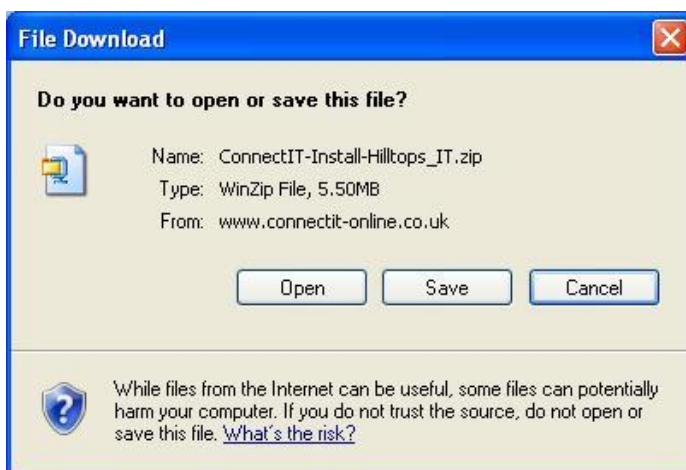 File Download
Do you want to open or save this file?
Name: ConnectIT-Install-Hilltops_IT.zip
Type: WinZip File, 5.50MB
From: www.connectit-online.co.uk
Open Save Cancel
While files from the Internet can be useful, some files can potentially
harm your computer. If you do not trust the source, do not open or
save this file. What's the risk?